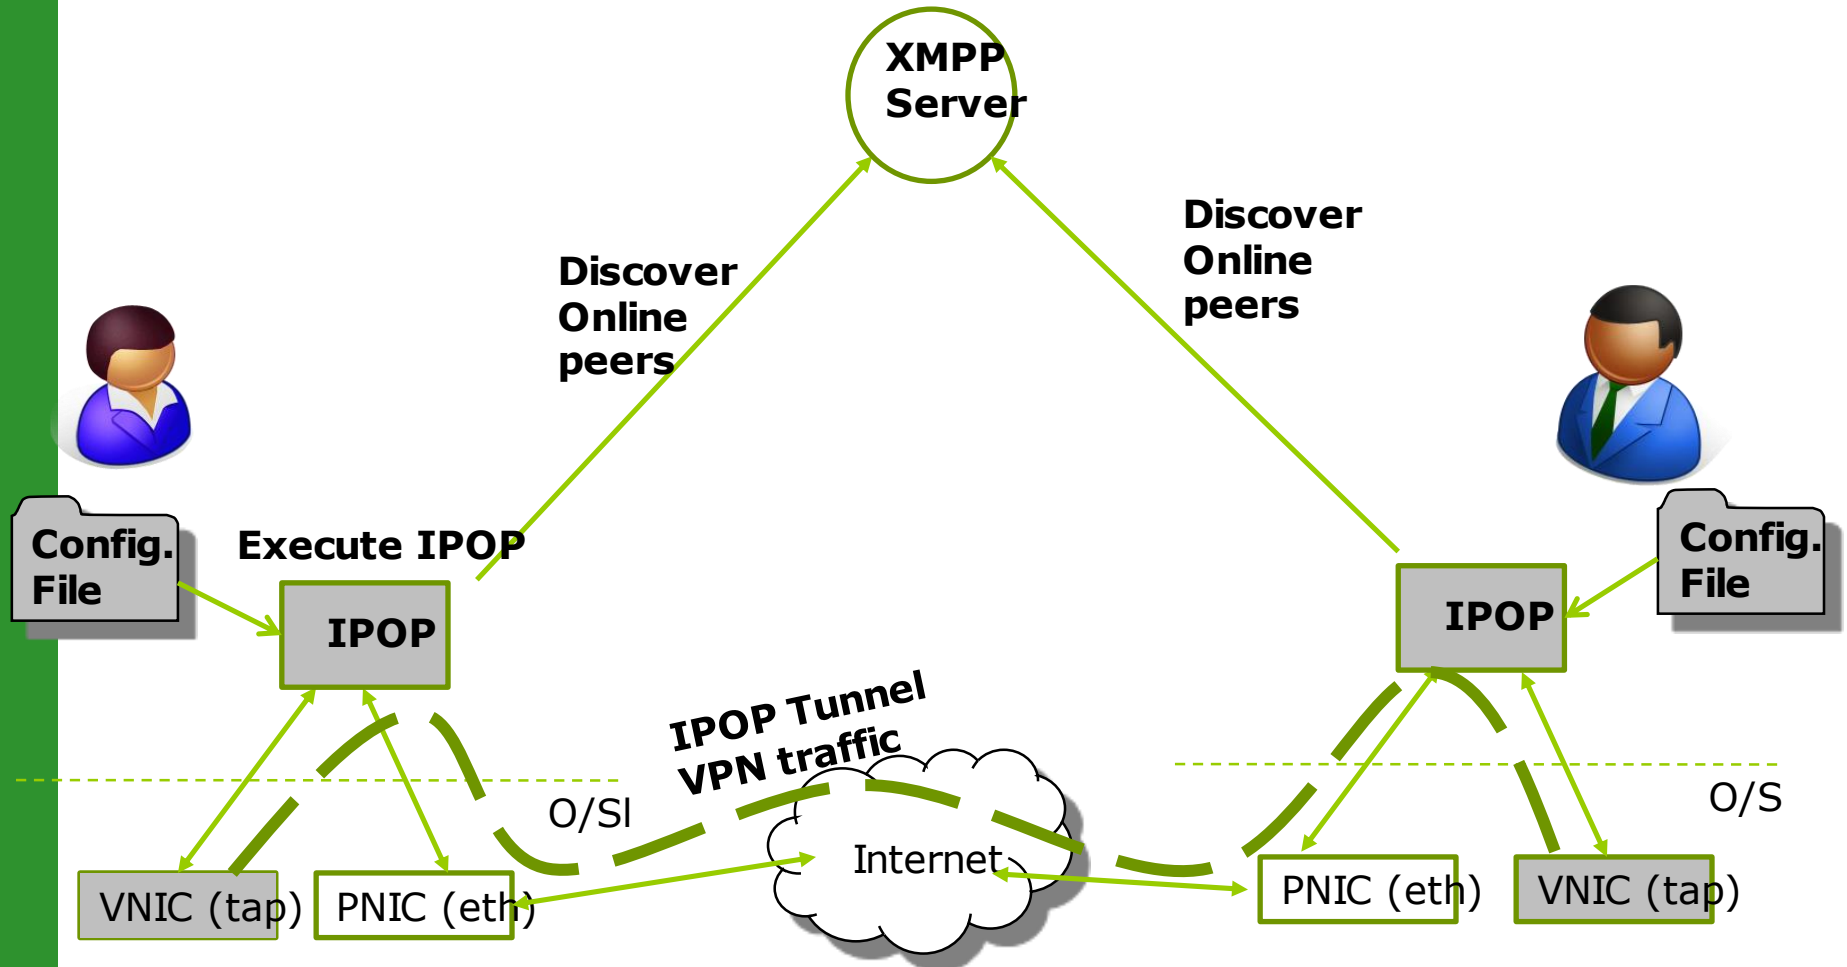 XMPP
Server
Discover
Online
peers
Discover
Online
peers
Config.
File
Execute IPOP
IPOP
IPOP
Config.
File
IPOP Tunnel
VPN traffic
O/Sl
O/S
Internet
VNIC (tap)
PNIC (eth)
PNIC (eth)
VNIC (tap)